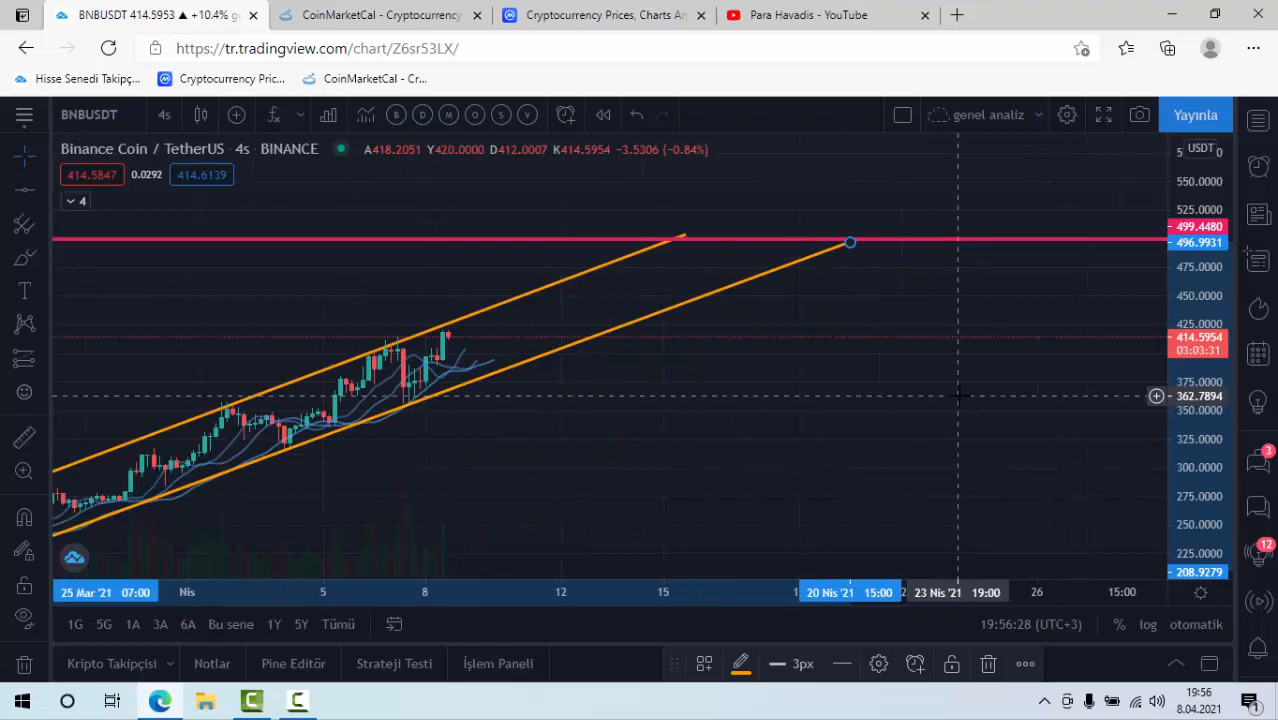 BNBUSDT 414.5953 ▲ +10.4% ge
CoinMarketCal - Cryptocurrency
Cryptocurrency Prices, Charts An
Para Havadis - YouTube
https://tr.tradingview.com/chart/Z6sr53LX/
Hisse Senedi Takipç...
Cryptocurrency Pric...
CoinMarketCal - Cr...
BNBUSDT
4s
B
D
M
O
S
V
genel analiz
Yayınla
Binance Coin / TetherUS · 4s · BINANCE
A418.2051 Y420.0000 D412.0007 K414.5954 −3.5306 (−0.84%)
414.5847
0.0292
414.6139
4
USDT
550.0000
525.0000
499.4480
496.9931
475.0000
450.0000
425.0000
414.5954
03:03:31
375.0000
362.7894
350.0000
325.0000
300.0000
275.0000
250.0000
225.0000
208.9279
3
12
25 Mar '21 07:00
Nis
5
8
12
15
20 Nis '21 15:00
23 Nis '21 19:00
26
15:00
1G
5G
1A
3A
6A
Bu sene
1Y
5Y
Tümü
19:56:28 (UTC+3)
%
log
otomatik
Kripto Takipçisi
Notlar
Pine Editör
Strateji Testi
İşlem Paneli
3px
19:56
8.04.2021
1